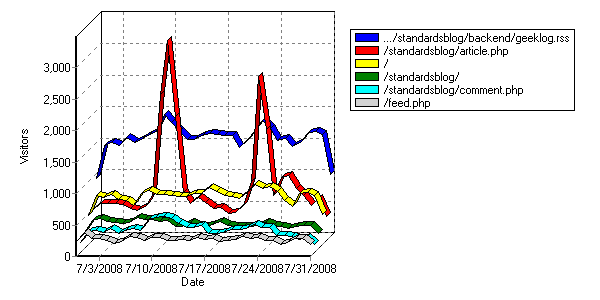 3,000
2,500
2,000
1,500
1,000
500
0
Visitors
7/3/2008 7/10/2008 7/17/2008 7/24/2008 7/31/2008
Date
.../standardsblog/backend/geeklog.rss
/standardsblog/article.php
/
/standardsblog/
/standardsblog/comment.php
/feed.php